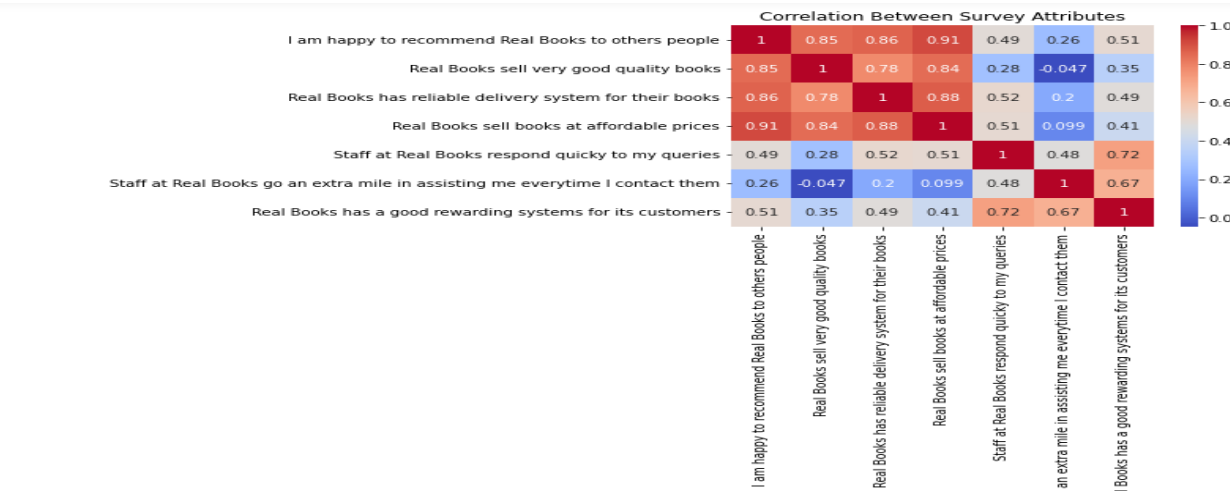 Correlation Between Survey Attributes
I am happy to recommend Real Books to others people
1 0.85 0.86 0.91 0.49 0.26 0.51
Real Books sell very good quality books
0.85 1 0.78 0.84 0.28 -0.047 0.35
Real Books has reliable delivery system for their books
0.86 0.78 1 0.88 0.52 0.2 0.49
Real Books sell books at affordable prices
0.91 0.84 0.88 1 0.51 0.099 0.41
Staff at Real Books respond quicky to my queries
0.49 0.28 0.52 0.51 1 0.48 0.72
Staff at Real Books go an extra mile in assisting me everytime I contact them
0.26 -0.047 0.2 0.099 0.48 1 0.67
Real Books has a good rewarding systems for its customers
0.51 0.35 0.49 0.41 0.72 0.67 1
1.0
0.8
0.6
0.4
0.2
0.0
I am happy to recommend Real Books to others people
Real Books sell very good quality books
Real Books has reliable delivery system for their books
Real Books sell books at affordable prices
Staff at Real Books respond quicky to my queries
an extra mile in assisting me everytime I contact them
Books has a good rewarding systems for its customers